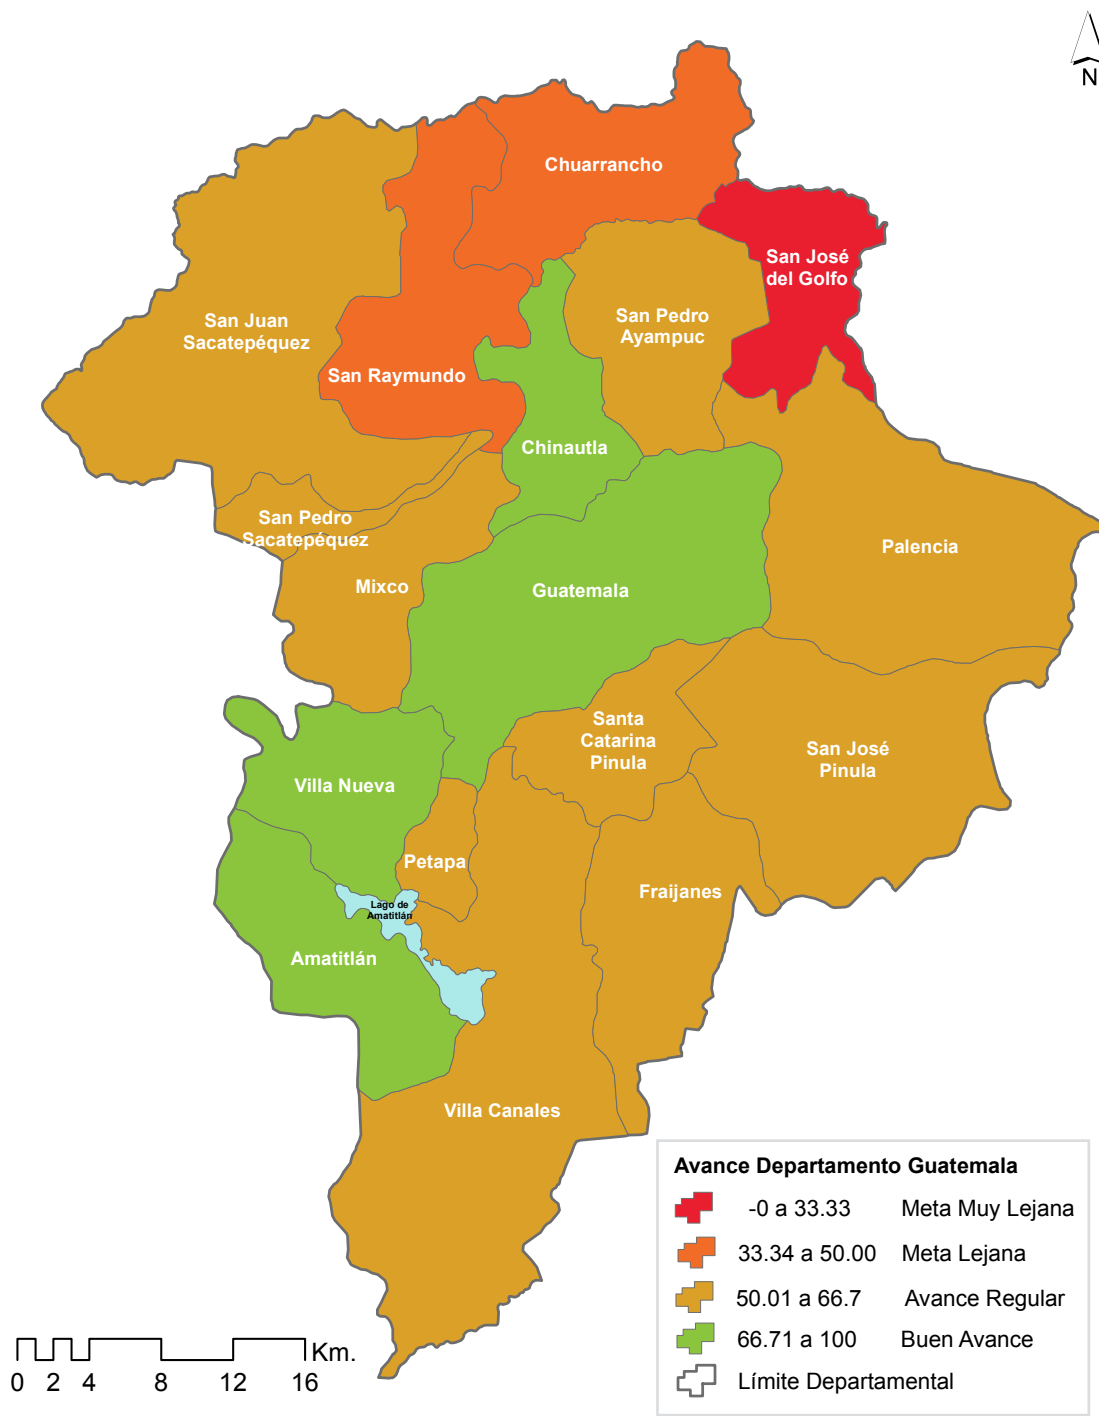 N
Chuarrancho
San José
del Golfo
San Juan
Sacatepéquez
San Pedro
Ayampuc
San Raymundo
Chinautla
San Pedro
Sacatepéquez
Palencia
Mixco
Guatemala
Santa
Catarina
Pinula
San José
Pinula
Villa Nueva
Petapa
Fraijanes
Lago de
Amatitlán
Amatitlán
Villa Canales
Avance Departamento Guatemala
-0 a 33.33 Meta Muy Lejana
33.34 a 50.00 Meta Lejana
50.01 a 66.7 Avance Regular
66.71 a 100 Buen Avance
Límite Departamental
Km.
0 2 4 8 12 16